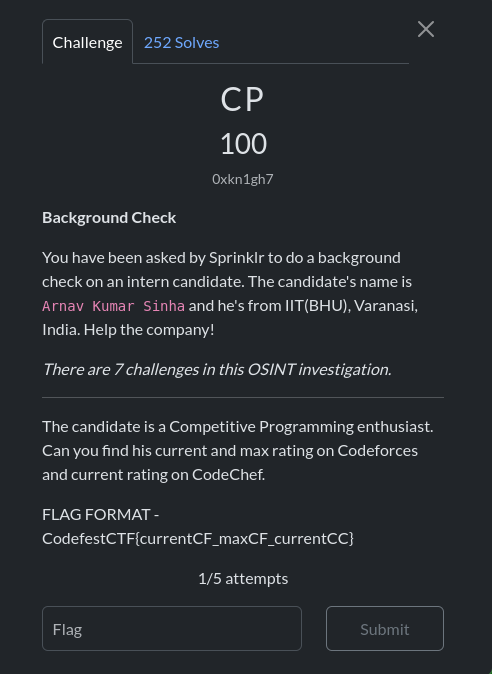 Challenge
252 Solves
CP
100
0xkn1gh7
Background Check
You have been asked by Sprinklr to do a background
check on an intern candidate. The candidate's name is
Arnav Kumar Sinha and he's from IIT(BHU), Varanasi,
India. Help the company!
There are 7 challenges in this OSINT investigation.
The candidate is a Competitive Programming enthusiast.
Can you find his current and max rating on Codeforces
and current rating on CodeChef.
FLAG FORMAT -
CodefestCTF{currentCF_maxCF_currentCC}
1/5 attempts
Flag
Submit